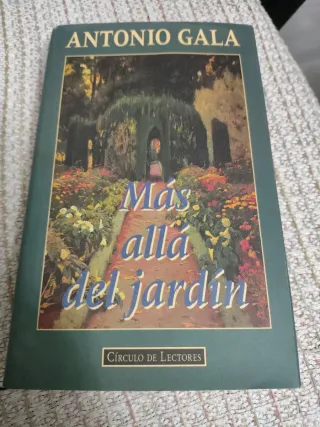 ANTONIO GALA
Más
allá
del jardín
CÍRCULO DE LECTORES